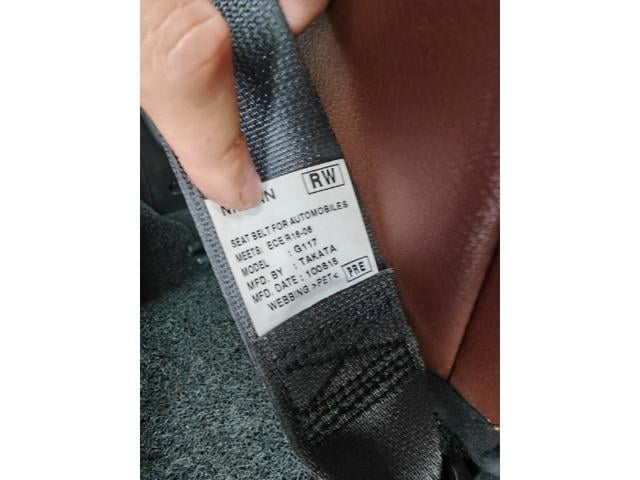 RW
SEAT BELT FOR AUTOMOBILES
MEETS: ECE R16-06
MODEL : G117
MFD. BY : TAKATA
MFD. DATE : 100815
WEBBING >PET< PRE